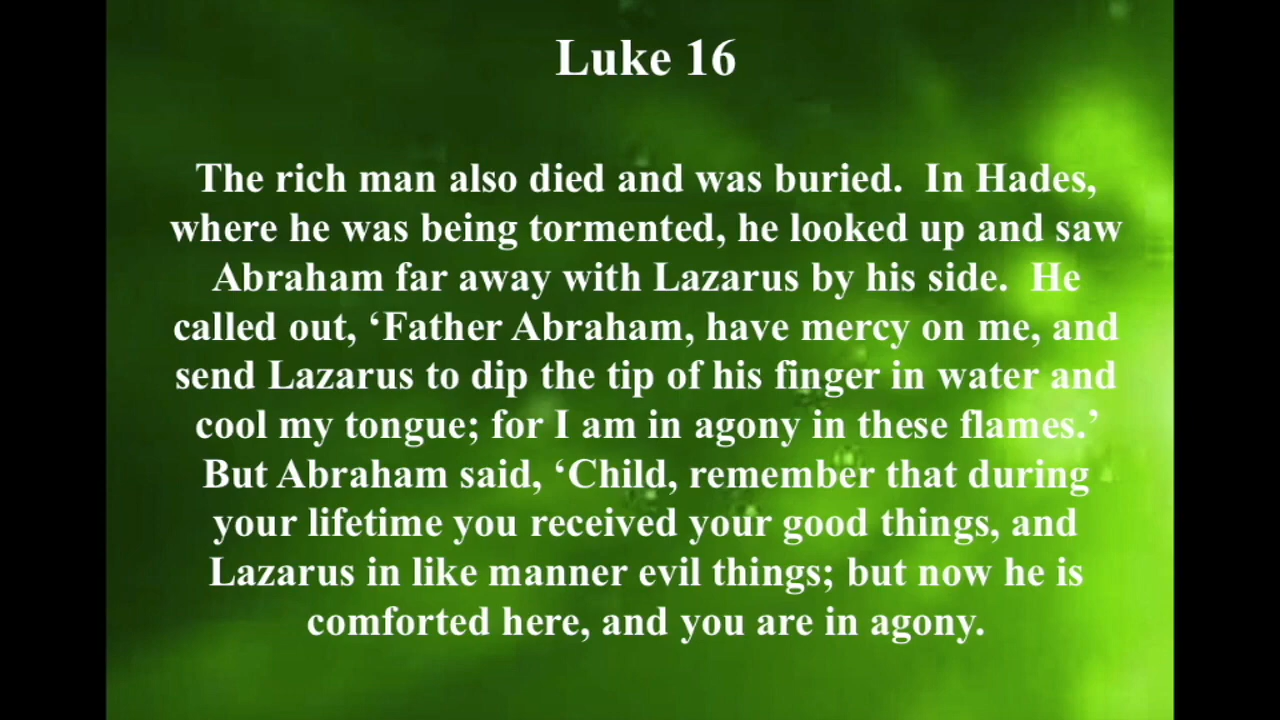 Luke 16
The rich man also died and was buried.  In Hades,
where he was being tormented, he looked up and saw
Abraham far away with Lazarus by his side.  He
called out, ‘Father Abraham, have mercy on me, and
send Lazarus to dip the tip of his finger in water and
cool my tongue; for I am in agony in these flames.’
But Abraham said, ‘Child, remember that during
your lifetime you received your good things, and
Lazarus in like manner evil things; but now he is
comforted here, and you are in agony.